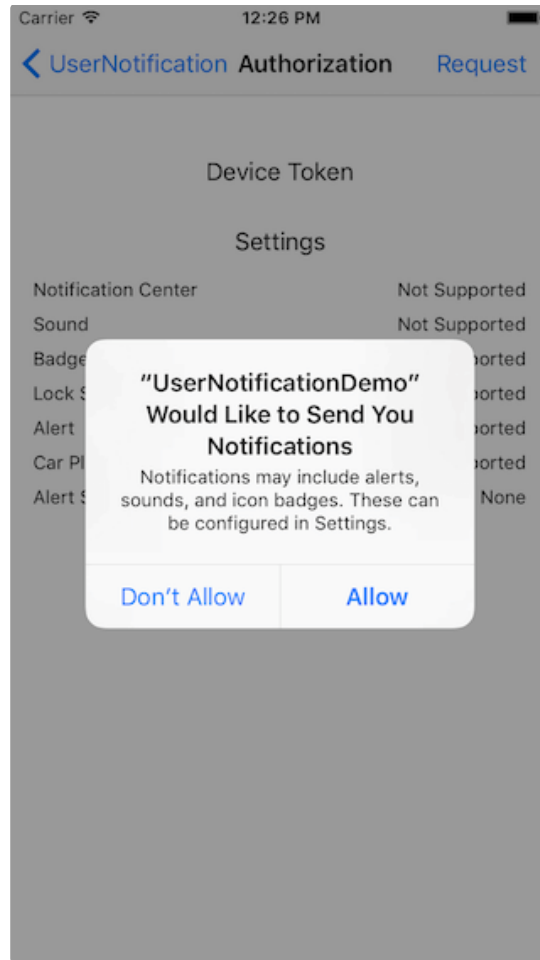 Carrier 12:26 PM
UserNotification Authorization Request
Device Token
Settings
Notification Center Not Supported
Sound Not Supported
"UserNotificationDemo"
Would Like to Send You
Notifications
Notifications may include alerts,
sounds, and icon badges. These can
be configured in Settings.
Don't Allow Allow
Alert
None